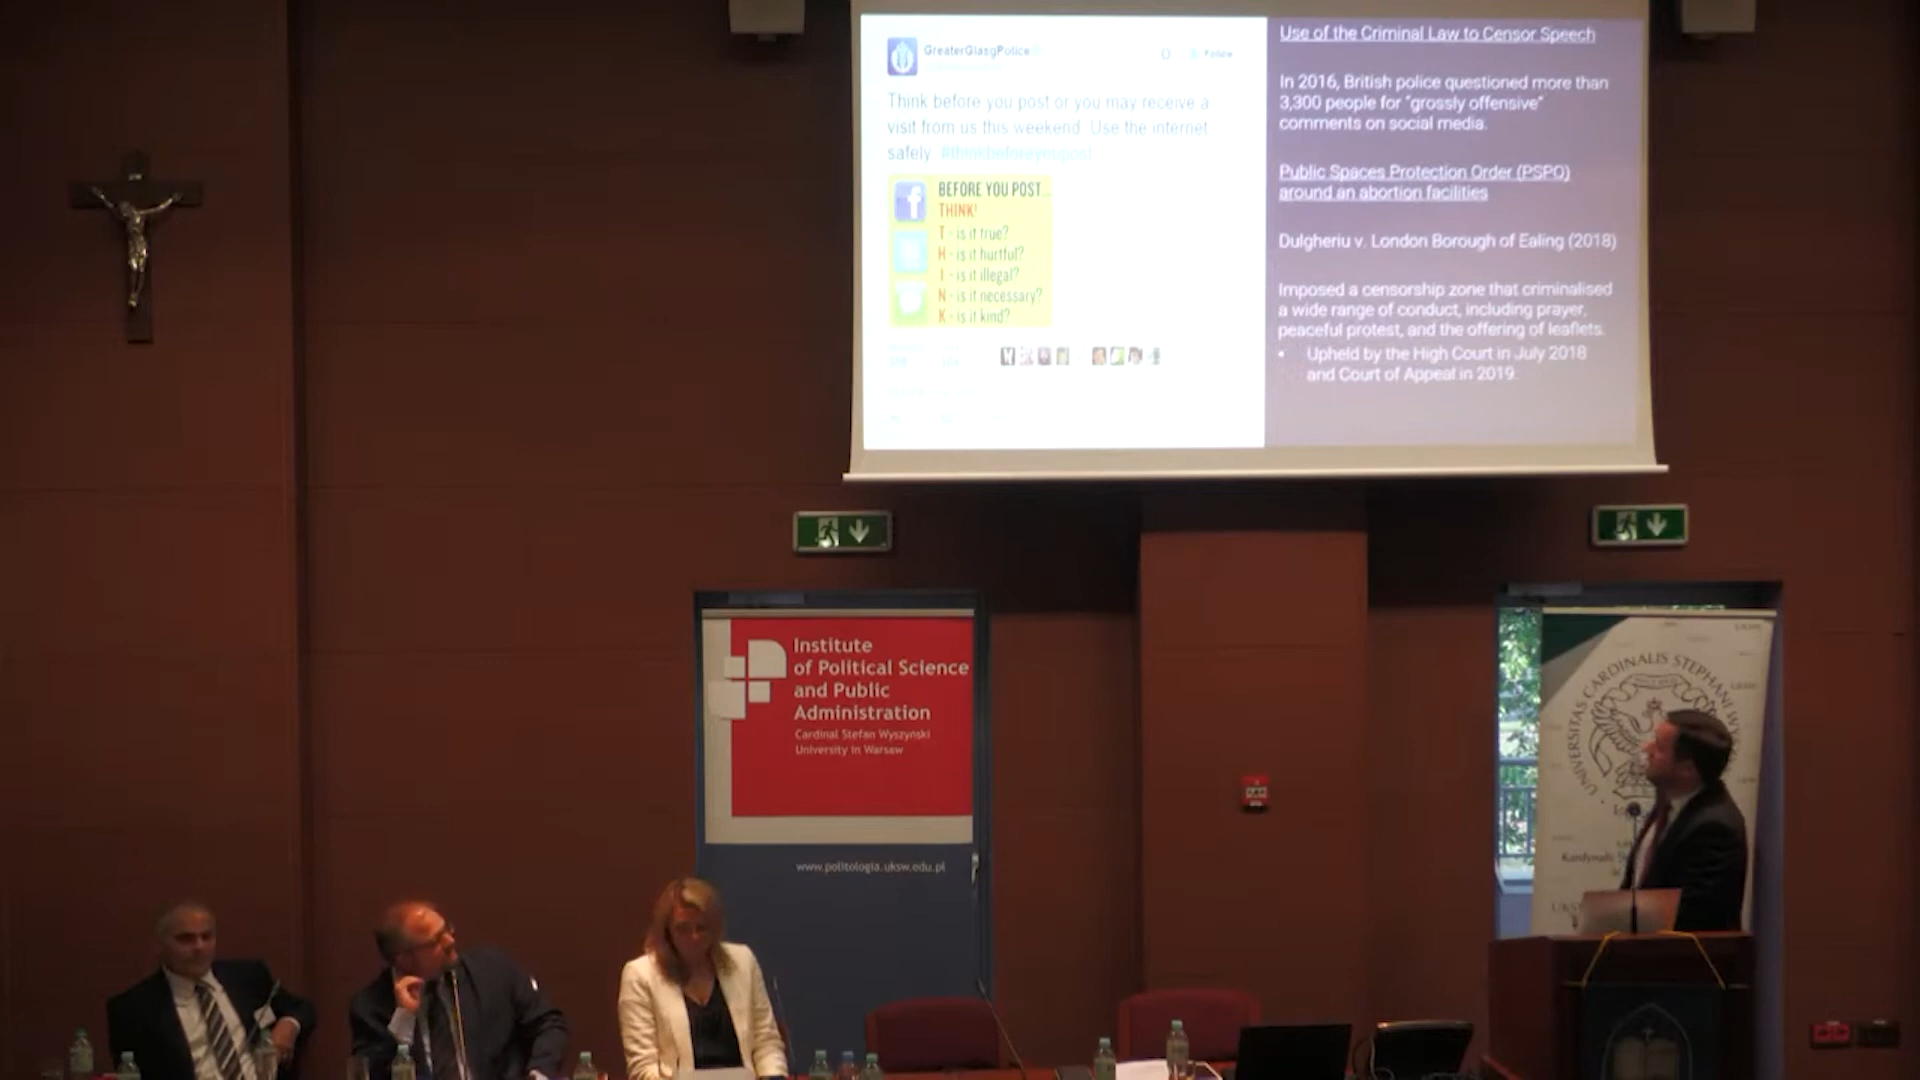 GreaterGlasgPolice
Follow
Think before you post or you may receive a
visit from us this weekend. Use the internet
safely. #thinkbeforeyoupost
BEFORE YOU POST...
THINK!
T - is it true?
H - is it hurtful?
I - is it illegal?
N - is it necessary?
K - is it kind?
Use of the Criminal Law to Censor Speech
In 2016, British police questioned more than
3,300 people for "grossly offensive"
comments on social media.
Public Spaces Protection Order (PSPO)
around an abortion facilities
Dulgheriu v. London Borough of Ealing (2018)
Imposed a censorship zone that criminalised
a wide range of conduct, including prayer,
peaceful protest, and the offering of leaflets.
• Upheld by the High Court in July 2018
and Court of Appeal in 2019.
Institute
of Political Science
and Public
Administration
Cardinal Stefan Wyszyński
University in Warsaw
www.politologia.uksw.edu.pl
UNIVERSITAS CARDINALIS STEPHANI